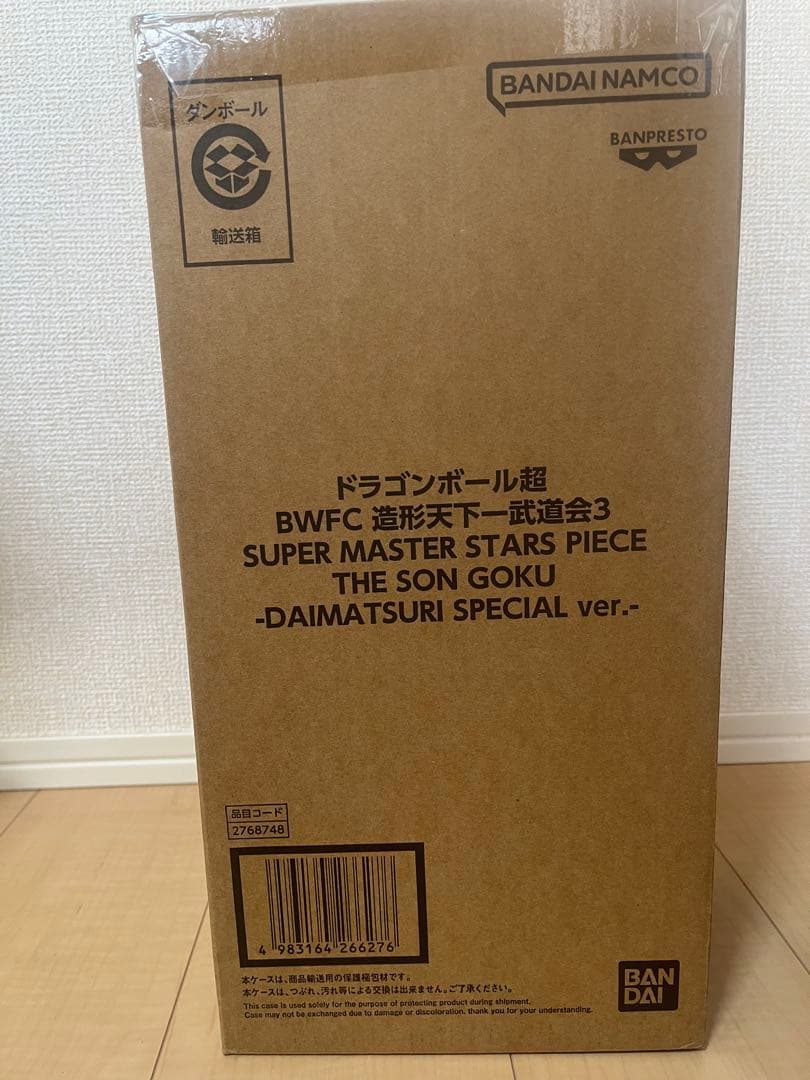 ダンボール
輸送箱
BANDAI NAMCO
BANPRESTO
ドラゴンボール超
BWFC 造形天下一武道会3
SUPER MASTER STARS PIECE
THE SON GOKU
-DAIMATSURI SPECIAL ver.-
品目コード
2768748
4 983164 266276
本ケースは、商品輸送用の保護梱包材です。
本ケースは、つぶれ、汚れ等による交換は出来ません。ご了承ください。
This case is used solely for the purpose of protecting product during shipment.
Case may not be exchanged due to damage or discoloration. thank you for your understanding.
BAN
DAI